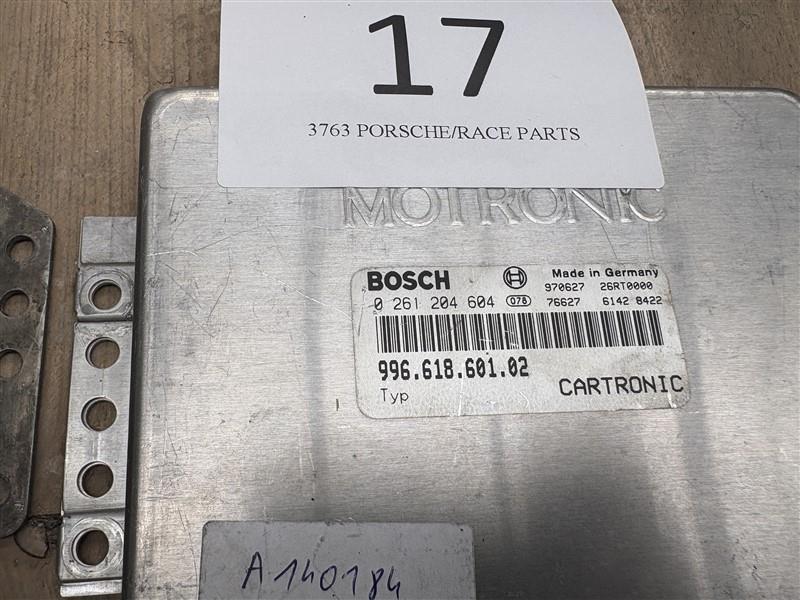 17
3763 PORSCHE/RACE PARTS
MOTRONIC
BOSCH Made in Germany
970627 26RT0000
0 261 204 604 078 76627 6142 8422
996.618.601.02
Typ CARTRONIC
A140184